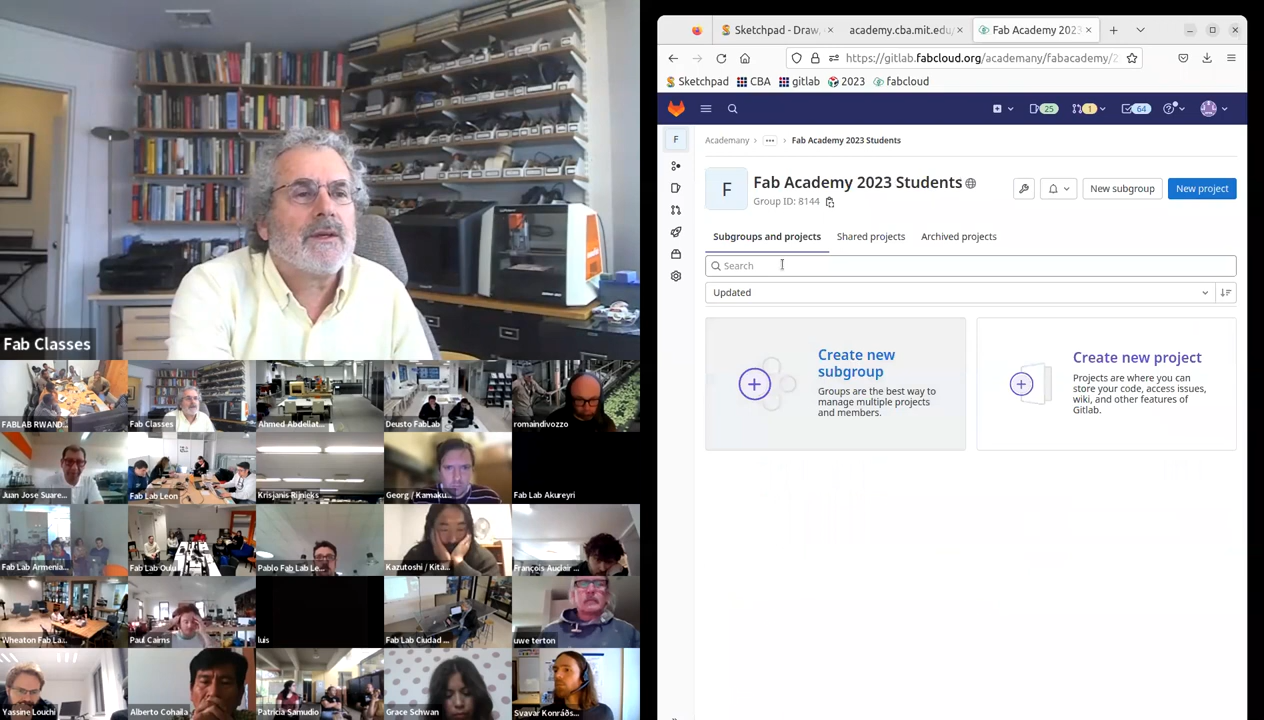 Fab Classes
FABLAB RWAND...
Fab Classes
Ahmed Abdellat...
Deusto FabLab
romaindivozzo
Juan Jose Suare...
Fab Lab Leon
Krisjanis Rijnieks
Georg / Kamaku...
Fab Lab Akureyri
Fab Lab Armenia...
Fab Lab Oulu
Pablo Fab Lab Le...
Kazutoshi / Kita...
François Auclair ...
Wheaton Fab La...
Paul Cairns
luis
Fab Lab Ciudad ...
uwe terton
Yassine Louchi
Alberto Cohaila
Patricia Samudio
Grace Schwan
Svavar Konráðs...
Sketchpad - Draw,
academy.cba.mit.edu/
Fab Academy 2023
https://gitlab.fabcloud.org/academany/fabacademy/2
Sketchpad
CBA
gitlab
2023
fabcloud
25
1
64
F
Academany
Fab Academy 2023 Students
F
Fab Academy 2023 Students
Group ID: 8144
New subgroup
New project
Subgroups and projects
Shared projects
Archived projects
Search
Updated
Create new
subgroup
Groups are the best way to
manage multiple projects
and members.
Create new project
Projects are where you can
store your code, access issues,
wiki, and other features of
Gitlab.